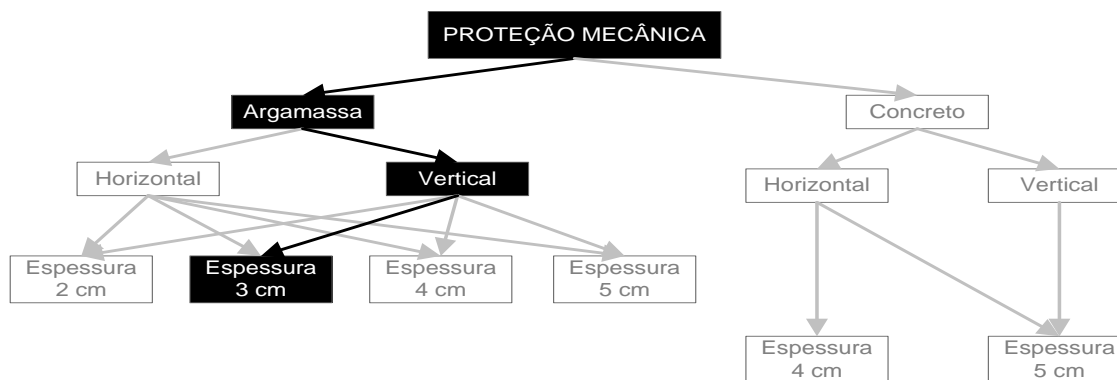 PROTEÇÃO MECÂNICA
Argamassa
Concreto
Horizontal
Vertical
Horizontal
Vertical
Espessura
2 cm
Espessura
3 cm
Espessura
4 cm
Espessura
5 cm
Espessura
4 cm
Espessura
5 cm